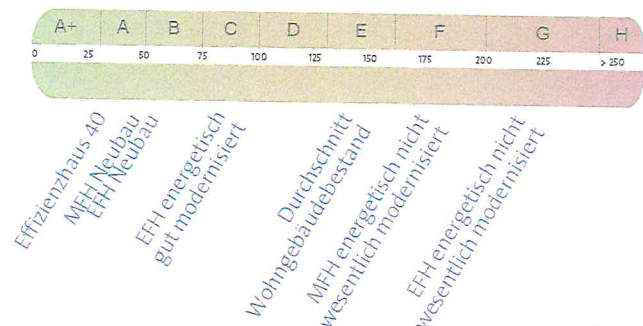 A+ A B C D E F G H
0 25 50 75 100 125 150 175 200 225 > 250
Effizienzhaus 40
MFH Neubau
EFH Neubau
EFH energetisch
gut modernisiert
Durchschnitt
Wohngebäudebestand
MFH energetisch nicht
wesentlich modernisiert
EFH energetisch nicht
wesentlich modernisiert